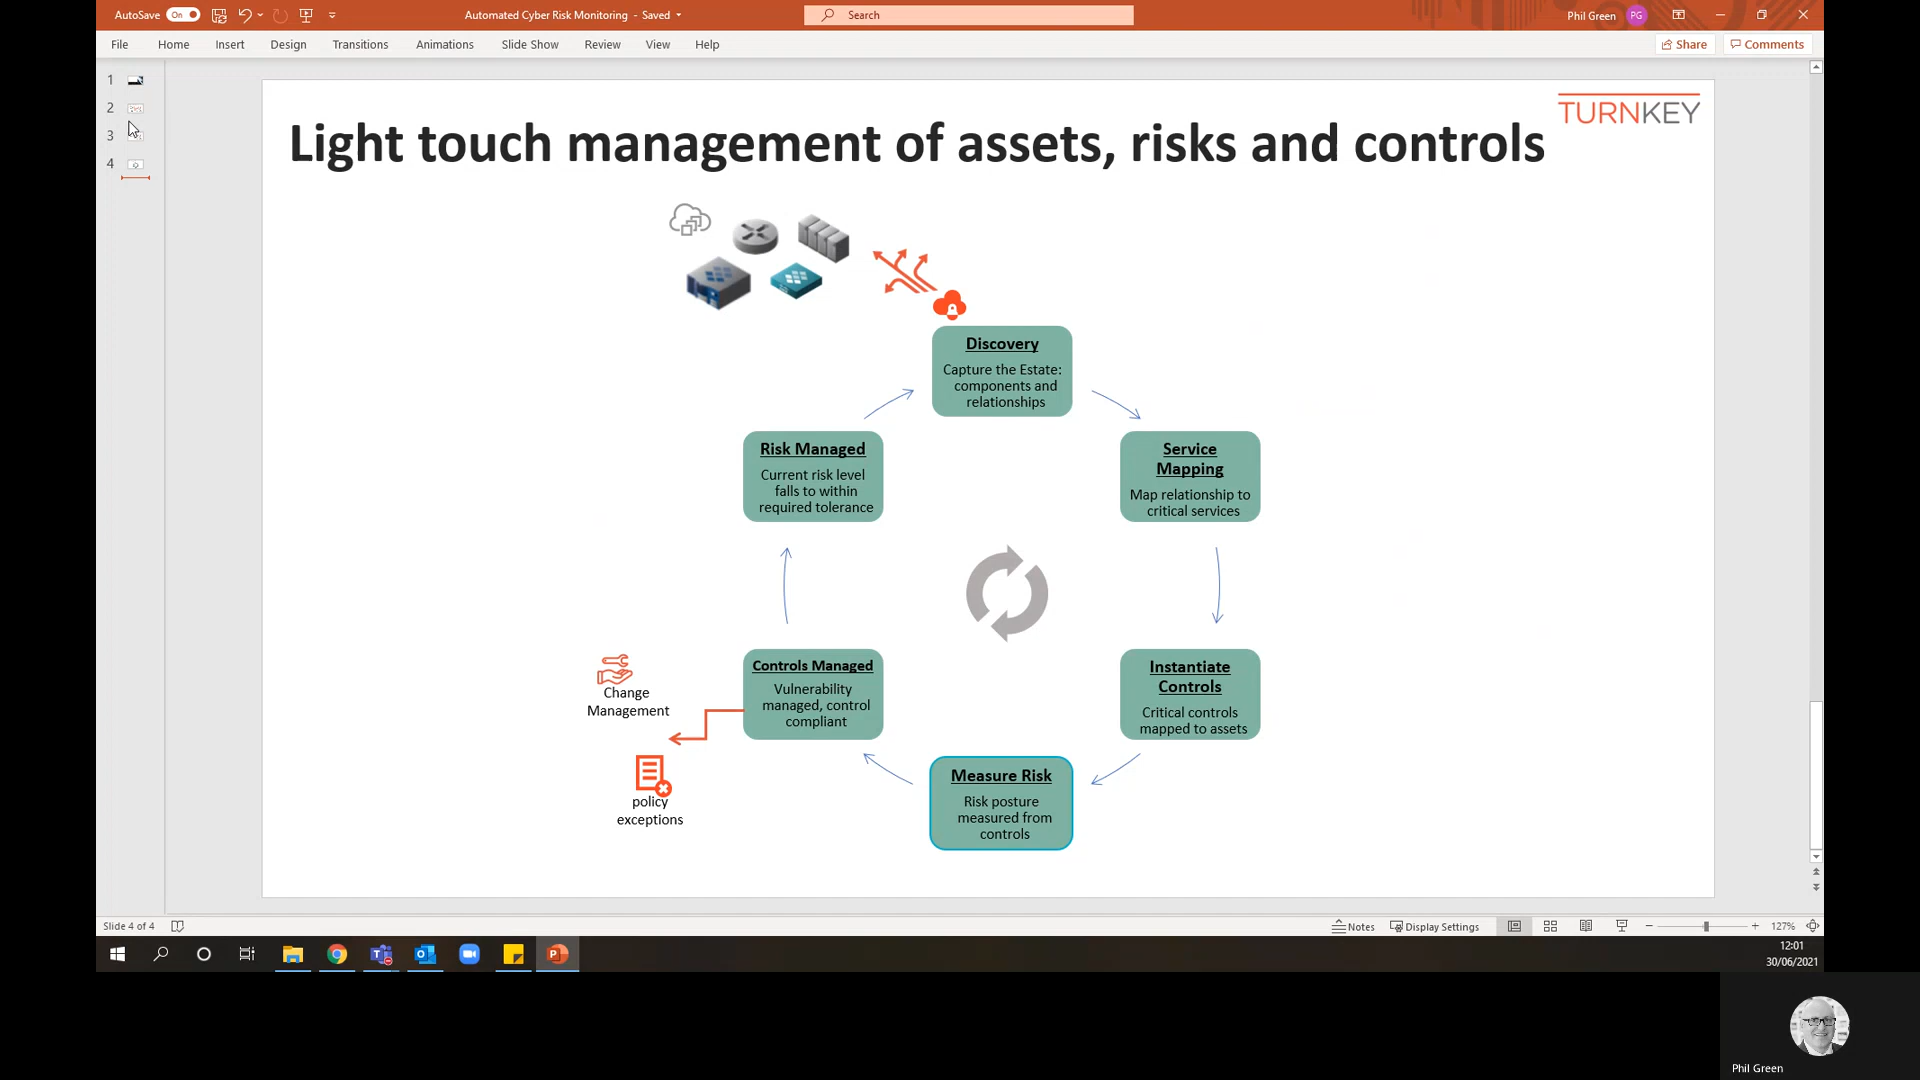 AutoSave On Automated Cyber Risk Monitoring - Saved Search Phil Green PG
File Home Insert Design Transitions Animations Slide Show Review View Help Share Comments
1
2
3
4
TURNKEY
Light touch management of assets, risks and controls
Discovery
Capture the Estate:
components and
relationships
Service
Mapping
Map relationship to
critical services
Instantiate
Controls
Critical controls
mapped to assets
Measure Risk
Risk posture
measured from
controls
Controls Managed
Vulnerability
managed, control
compliant
Risk Managed
Current risk level
falls to within
required tolerance
Change
Management
policy
exceptions
Slide 4 of 4 Notes Display Settings 127%
12:01
30/06/2021
Phil Green